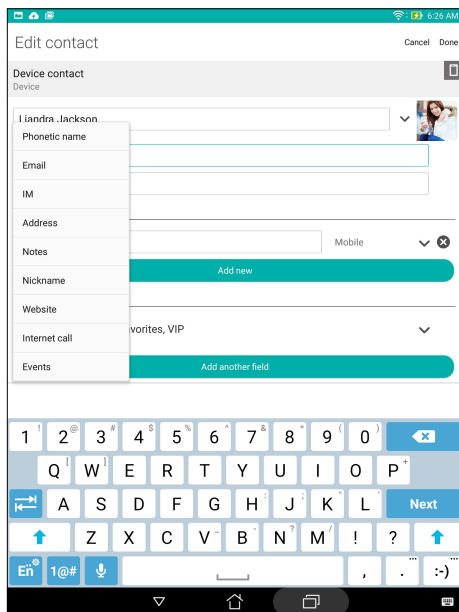 6:26 AM
Edit contact
Cancel Done
Device contact
Device
Liandra Jackson
Phonetic name
Email
IM
Address
Notes
Nickname
Website
Internet call
Events
Mobile
Add new
vorites, VIP
Add another field
1 ! 2 @ 3 # 4 $ 5 % 6 ^ 7 & 8 * 9 ( 0 )
Q [ W ] E R T Y U I O P +
A S D F G H : J ; K " L ' Next
Z X C V - B - N ? M / ! ?
En 1@# , . ... :-) ...